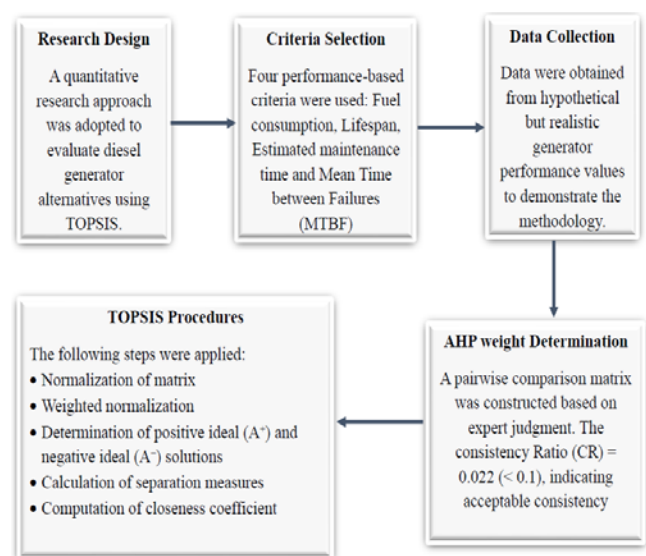 Research Design
A quantitative
research approach
was adopted to
evaluate diesel
generator
alternatives using
TOPSIS.
Criteria Selection
Four performance-based
criteria were used: Fuel
consumption, Lifespan,
Estimated maintenance
time and Mean Time
between Failures
(MTBF)
Data Collection
Data were obtained
from hypothetical
but realistic
generator
performance values
to demonstrate the
methodology.
AHP weight Determination
A pairwise comparison matrix
was constructed based on
expert judgment. The
consistency Ratio (CR) =
0.022 (< 0.1), indicating
acceptable consistency
TOPSIS Procedures
The following steps were applied:
• Normalization of matrix
• Weighted normalization
• Determination of positive ideal (A⁺) and
negative ideal (A⁻) solutions
• Calculation of separation measures
• Computation of closeness coefficient